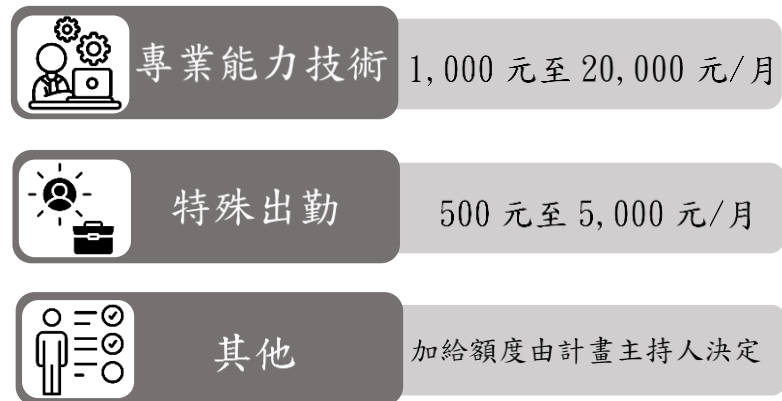 專業能力技術 1,000 元至 20,000 元/月
特殊出勤 500 元至 5,000 元/月
其他 加給額度由計畫主持人決定